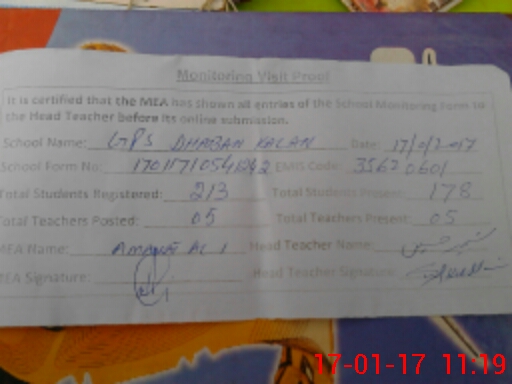 Monitoring Visit Proof
It is certified that the MEA has shown all entries of the School Monitoring Form to
the Head Teacher before its online submission.
School Name: GPS DHABAN KALAN Date: 17/0/2017
School Form No: EMIS Code: 35620601
Total Students Registered: 213 Total Students Present: 178
Total Teachers Posted: 05 Total Teachers Present: 05
MEA Name: AMANAT ALI Head Teacher Name:
MEA Signature: Head Teacher Signature:
17-01-17 11:19